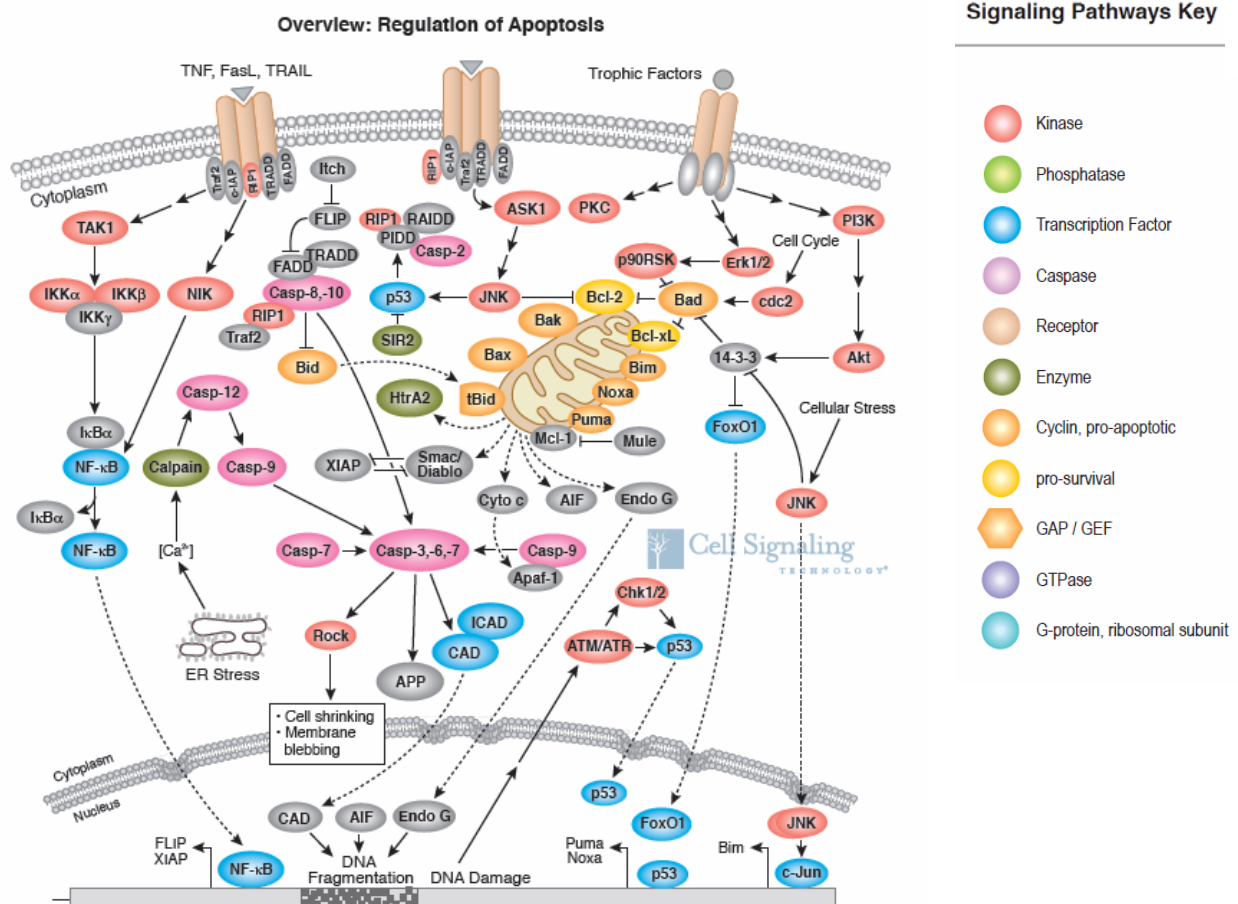 Overview: Regulation of Apoptosis
Signaling Pathways Key
TNF, FasL, TRAIL
Trophic Factors
Cytoplasm
Traf2
c-IAP
RIP1
TRADD
FADD
RIP1
c-IAP
Traf2
TRADD
FADD
Itch
FLIP
TRADD
FADD
Casp-8,-10
RIP1
Traf2
Bid
TAK1
IKKα
IKKβ
IKKγ
NIK
RIP1
RAIDD
PIDD
Casp-2
p53
SIR2
ASK1
JNK
PKC
p90RSK
Erk1/2
Cell Cycle
PI3K
cdc2
Bcl-2
Bad
Bak
Bcl-xL
Bax
Bim
Noxa
tBid
Puma
Mcl-1
Mule
14-3-3
Akt
FoxO1
Cellular Stress
JNK
HtrA2
Casp-12
IκBα
NF-κB
Calpain
Casp-9
XIAP
Smac/
Diablo
Cyto c
AIF
Endo G
IκBα
NF-κB
[Ca²⁺]
Casp-7
Casp-3,-6,-7
Casp-9
Apaf-1
Cell Signaling
TECHNOLOGY®
ER Stress
Rock
ICAD
CAD
APP
Chk1/2
ATM/ATR
p53
• Cell shrinking
• Membrane
blebbing
Cytoplasm
Nucleus
CAD
AIF
Endo G
DNA
Fragmentation
DNA Damage
FLIP
XIAP
NF-κB
p53
FoxO1
Puma
Noxa
p53
Bim
JNK
c-Jun
Kinase
Phosphatase
Transcription Factor
Caspase
Receptor
Enzyme
Cyclin, pro-apoptotic
pro-survival
GAP / GEF
GTPase
G-protein, ribosomal subunit